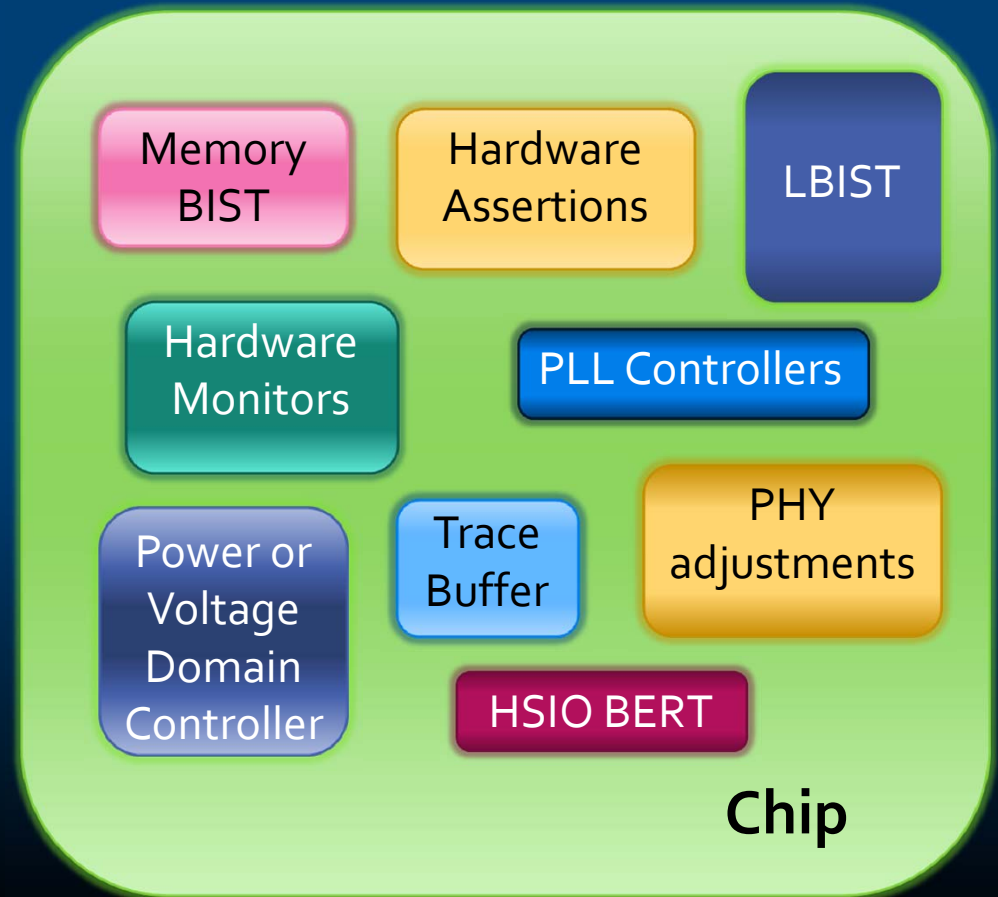 Memory
BIST
Hardware
Assertions
LBIST
Hardware
Monitors
PLL Controllers
Power or
Voltage
Domain
Controller
Trace
Buffer
PHY
adjustments
HSIO BERT
Chip